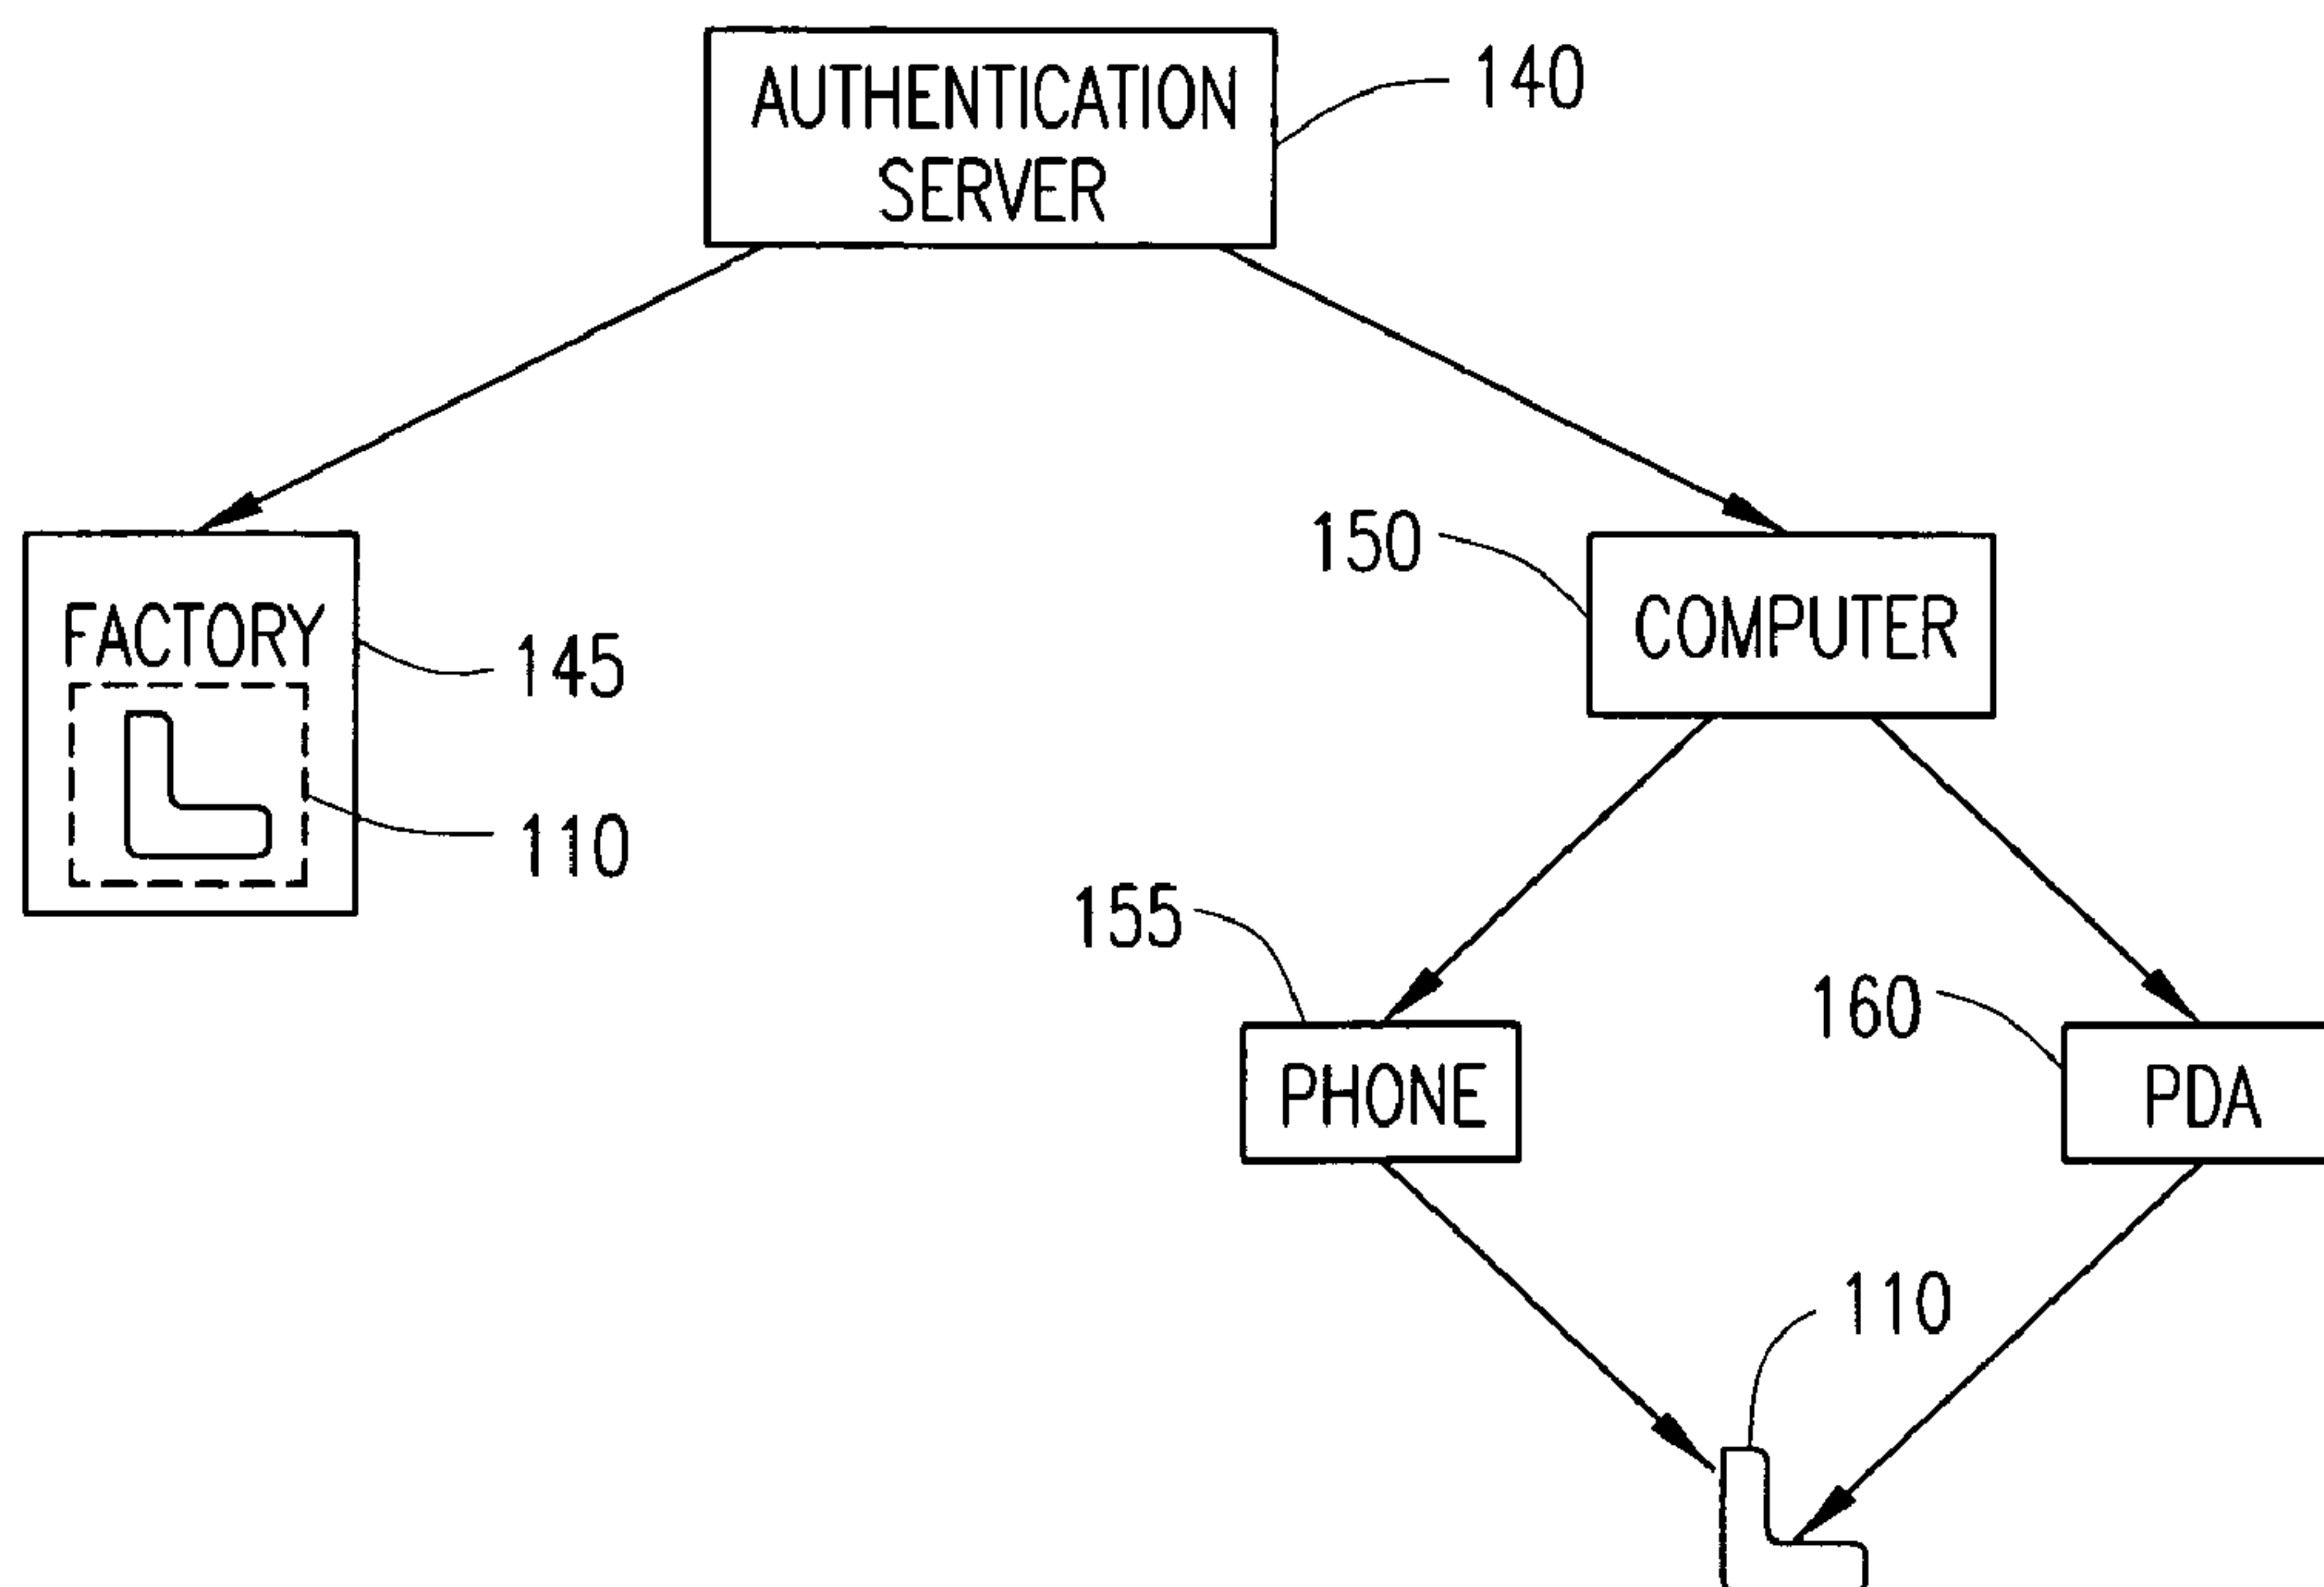 AUTHENTICATION
SERVER
140
150
COMPUTER
FACTORY
145
110
155
160
PHONE
PDA
110